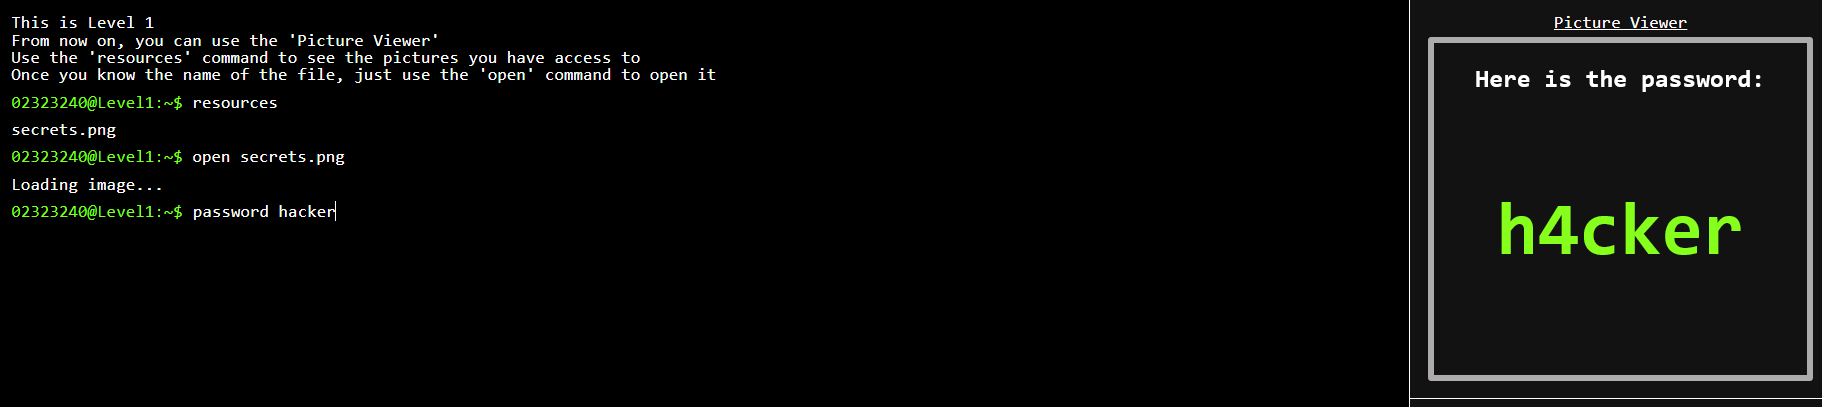 This is Level 1
From now on, you can use the 'Picture Viewer'
Use the 'resources' command to see the pictures you have access to
Once you know the name of the file, just use the 'open' command to open it
02323240@Level1:~$ resources
secrets.png
02323240@Level1:~$ open secrets.png
Loading image...
02323240@Level1:~$ password hacker
Picture Viewer
Here is the password:
h4cker